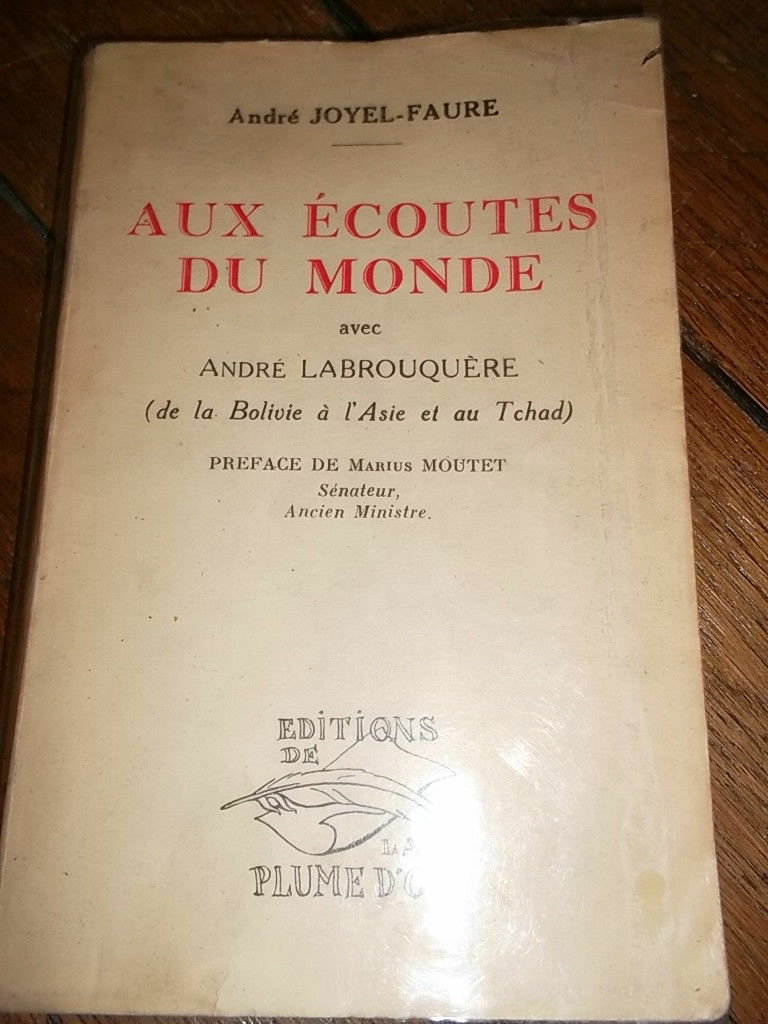 André JOYEL-FAURE
AUX ÉCOUTES
DU MONDE
avec
ANDRÉ LABROUQUÈRE
(de la Bolivie à l'Asie et au Tchad)
PREFACE DE MARIUS MOUTET
Sénateur,
Ancien Ministre.
EDITIONS
DE
LA
PLUME